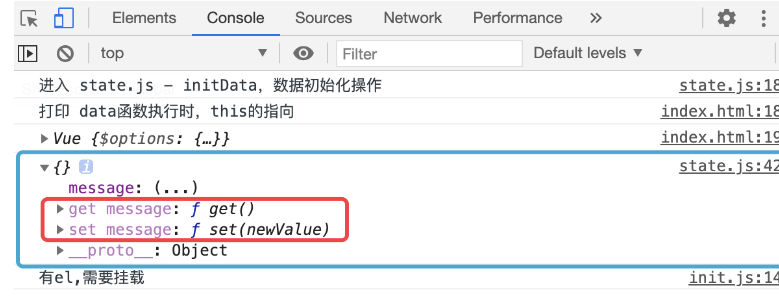 Elements Console Sources Network Performance »
top Filter Default levels
进入 state.js - initData，数据初始化操作 state.js:18
打印 data函数执行时，this的指向 index.html:18
Vue {$options: {…}} index.html:19
{} i state.js:42
message: (...)
get message: ƒ get()
set message: ƒ set(newValue)
__proto__: Object
有el,需要挂载 init.js:14